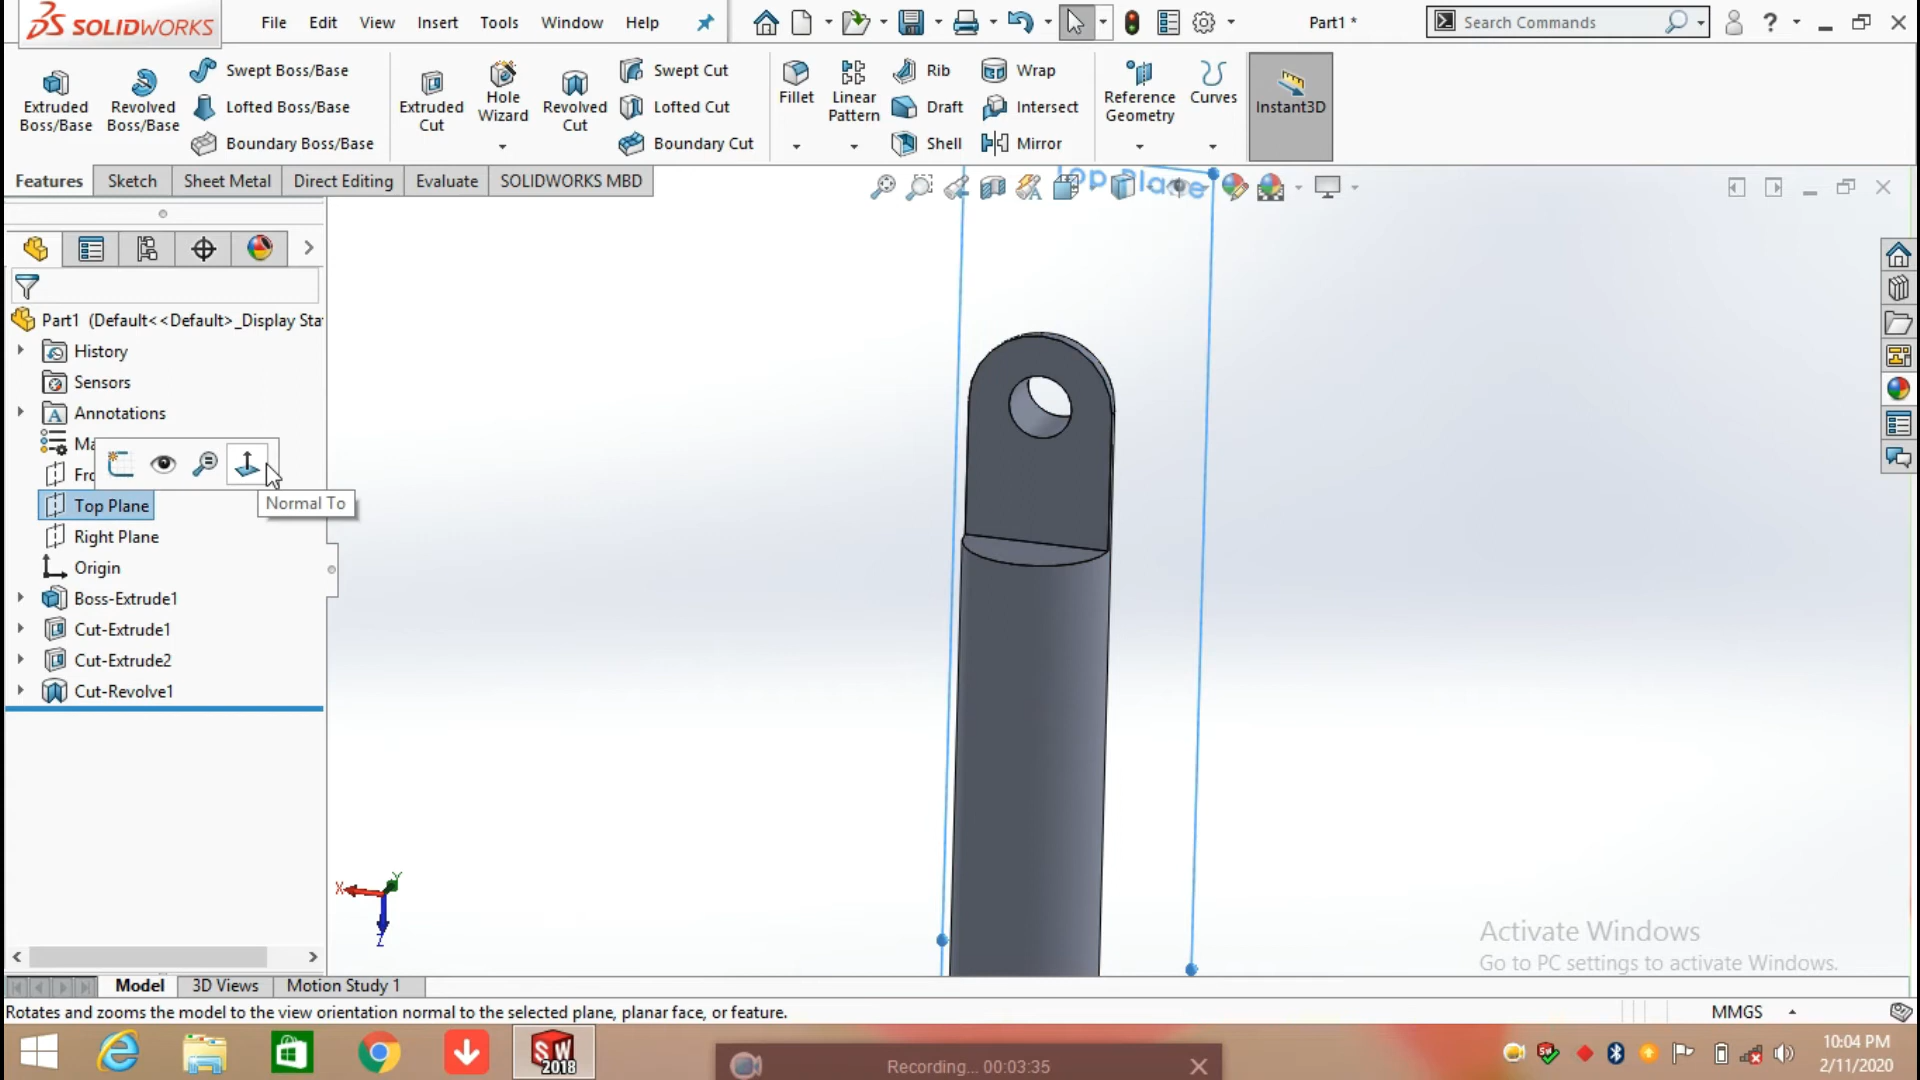 SOLIDWORKS
File Edit View Insert Tools Window Help
Part1 *
Search Commands
Extruded Boss/Base
Revolved Boss/Base
Swept Boss/Base
Lofted Boss/Base
Boundary Boss/Base
Extruded Cut
Hole Wizard
Revolved Cut
Swept Cut
Lofted Cut
Boundary Cut
Fillet
Linear Pattern
Rib
Draft
Shell
Wrap
Intersect
Mirror
Reference Geometry
Curves
Instant3D
Features Sketch Sheet Metal Direct Editing Evaluate SOLIDWORKS MBD
Top Plane
Part1 (Default<<Default>_Display Sta
History
Sensors
Annotations
Ma
Fro
Top Plane
Normal To
Right Plane
Origin
Boss-Extrude1
Cut-Extrude1
Cut-Extrude2
Cut-Revolve1
X Y
Z
Activate Windows
Go to PC settings to activate Windows.
Model 3D Views Motion Study 1
Rotates and zooms the model to the view orientation normal to the selected plane, planar face, or feature.
MMGS
SW 2018
Recording... 00:03:35
10:04 PM
2/11/2020